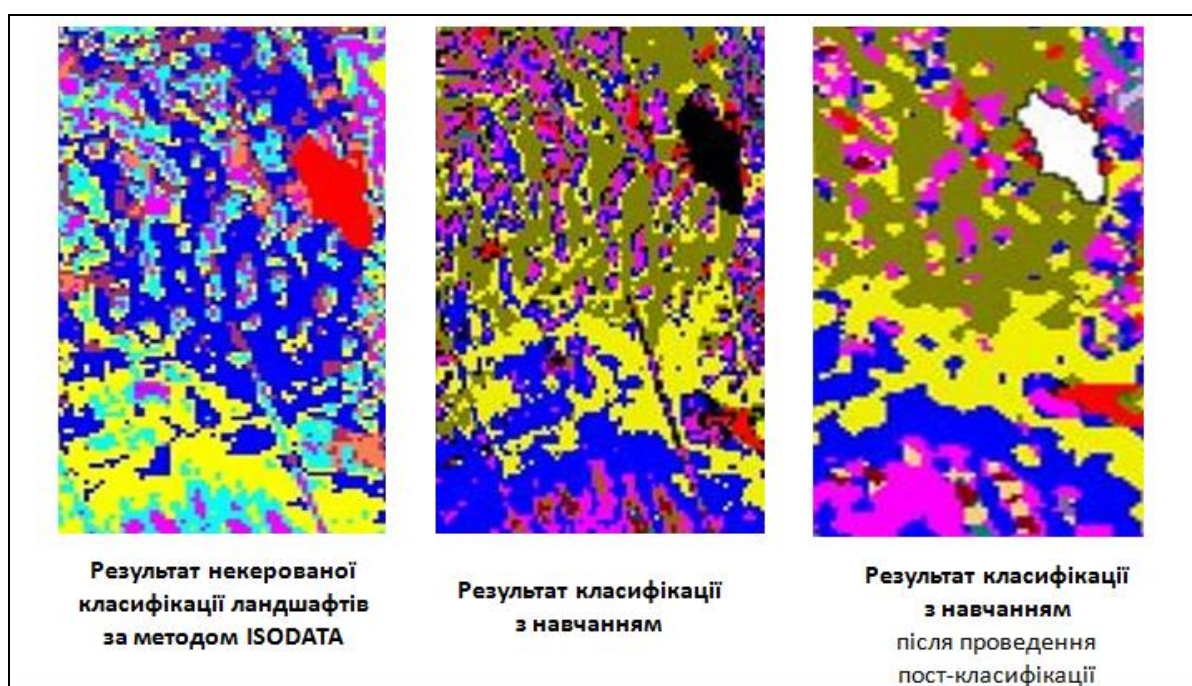 Результат некерованої
класифікації ландшафтів
за методом ISODATA
Результат класифікації
з навчанням
Результат класифікації
з навчанням
після проведення
пост-класифікації